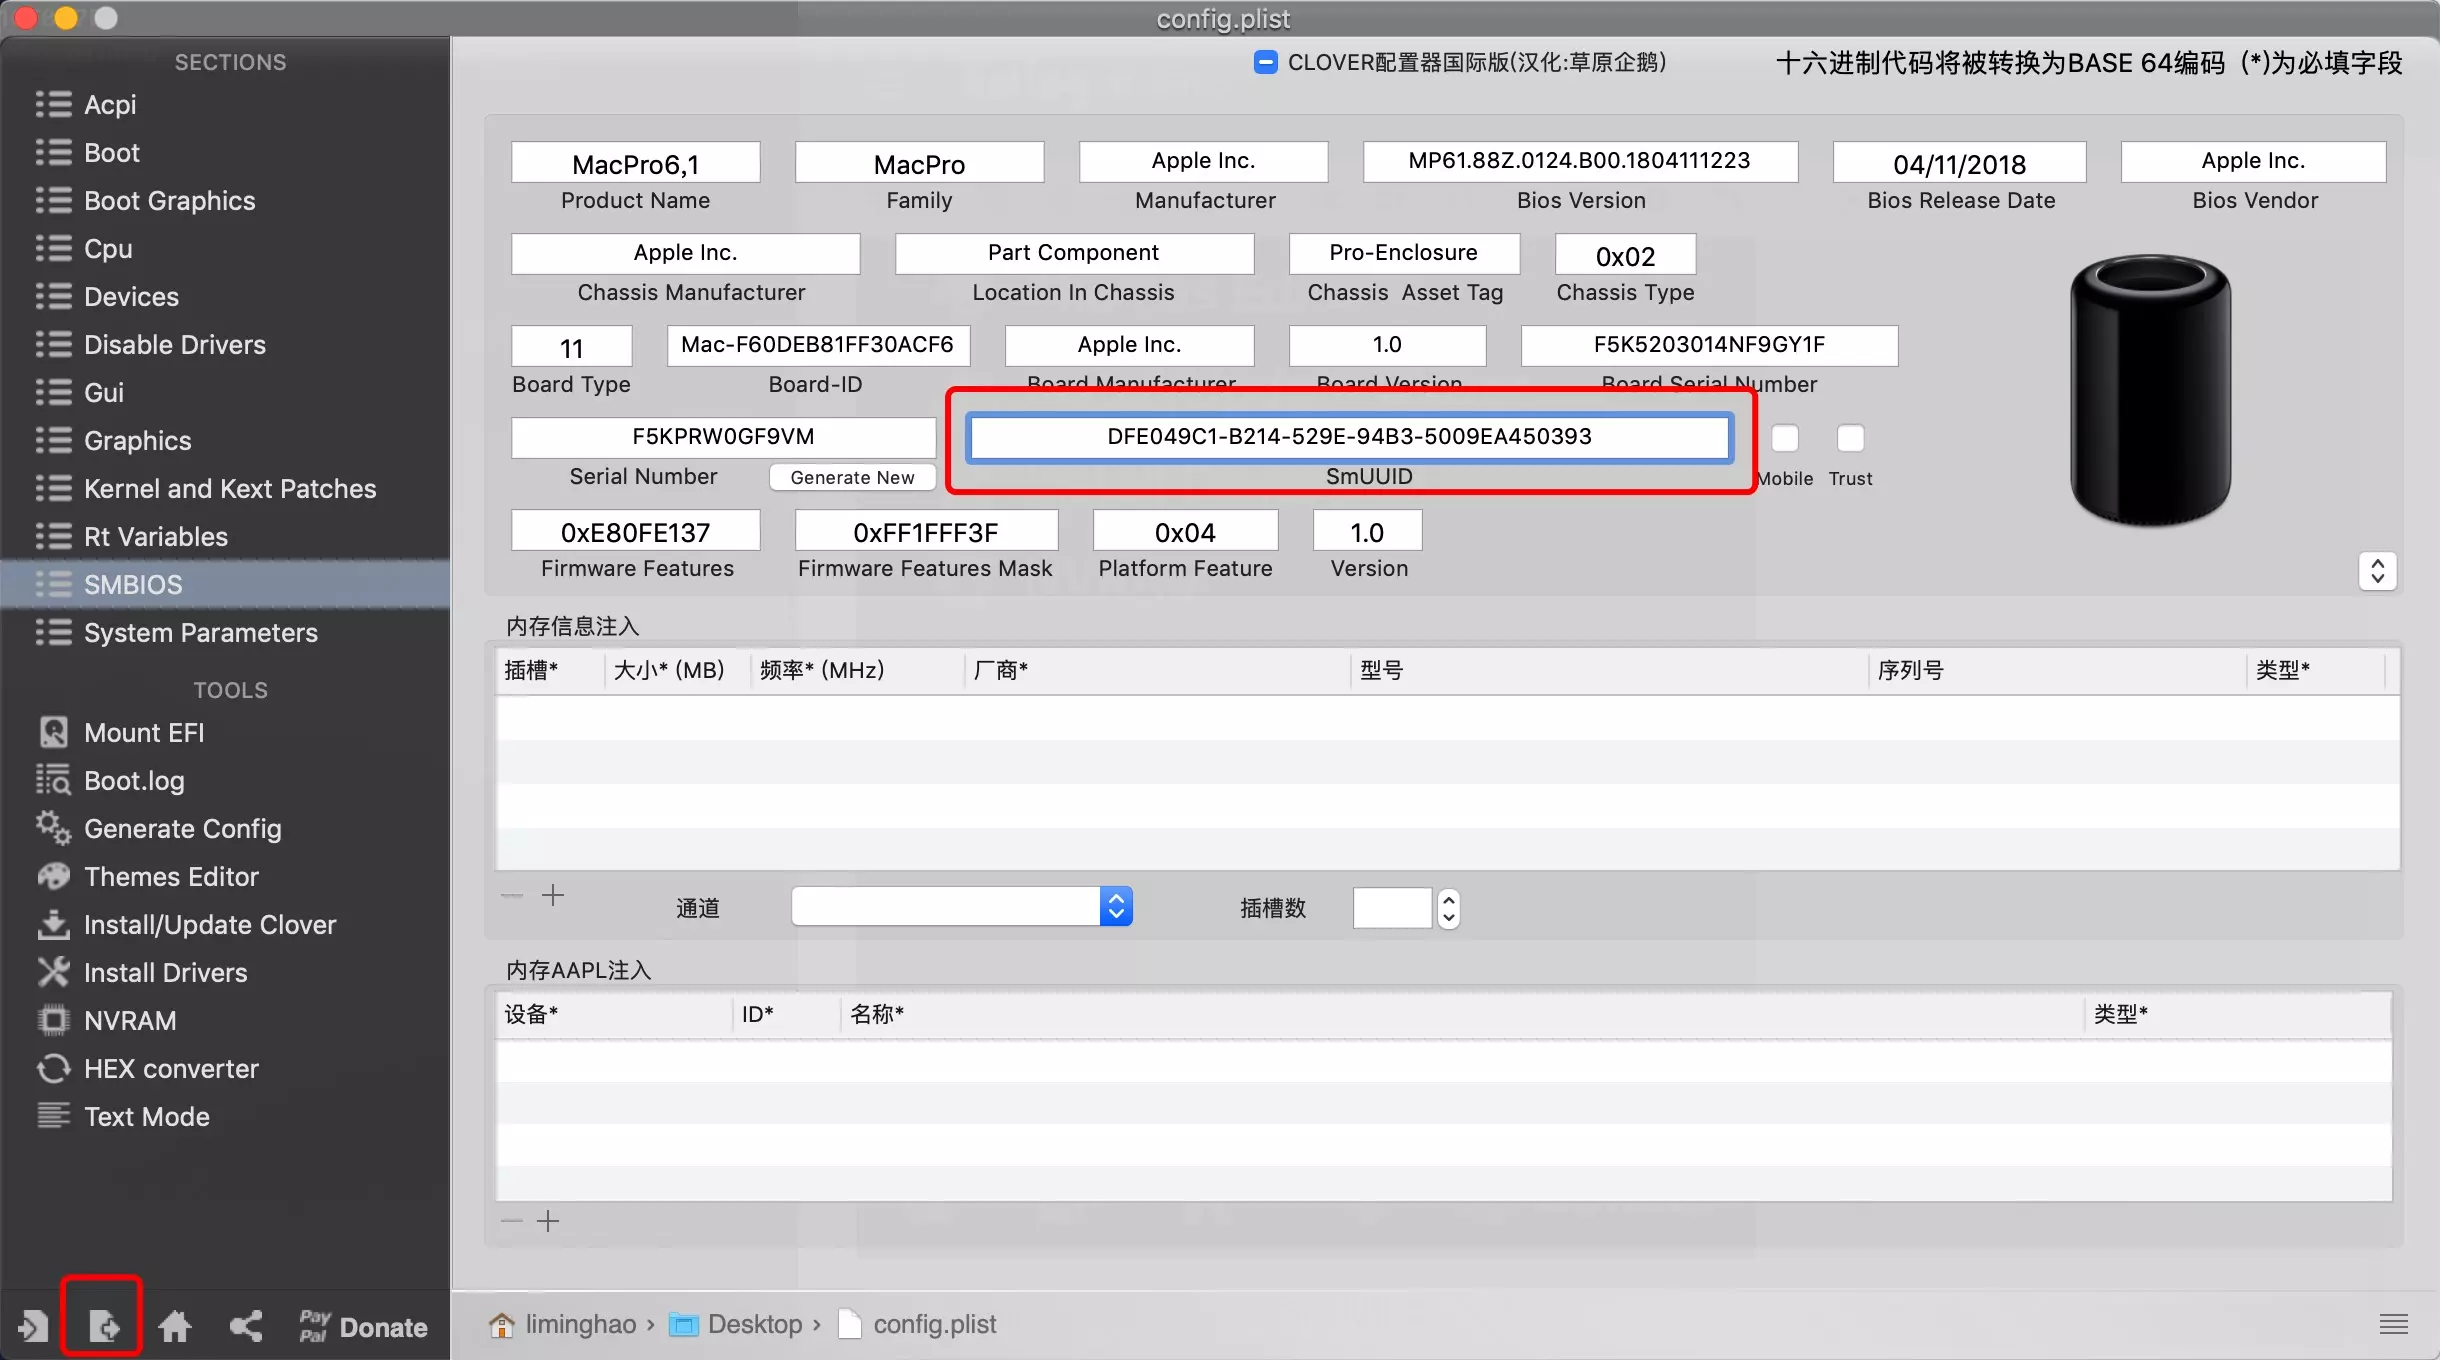 config.plist
SECTIONS
Acpi
Boot
Boot Graphics
Cpu
Devices
Disable Drivers
Gui
Graphics
Kernel and Kext Patches
Rt Variables
SMBIOS
System Parameters
TOOLS
Mount EFI
Boot.log
Generate Config
Themes Editor
Install/Update Clover
Install Drivers
NVRAM
HEX converter
Text Mode
Pay
Pal
Donate
CLOVER配置器国际版(汉化:草原企鹅) 十六进制代码将被转换为BASE 64编码 (*)为必填字段
MacPro6,1 MacPro Apple Inc. MP61.88Z.0124.B00.1804111223 04/11/2018 Apple Inc.
Product Name Family Manufacturer Bios Version Bios Release Date Bios Vendor
Apple Inc. Part Component Pro-Enclosure 0x02
Chassis Manufacturer Location In Chassis Chassis Asset Tag Chassis Type
11 Mac-F60DEB81FF30ACF6 Apple Inc. 1.0 F5K5203014NF9GY1F
Board Type Board-ID Board Manufacturer Board Version Board Serial Number
F5KPRW0GF9VM DFE049C1-B214-529E-94B3-5009EA450393
Serial Number Generate New SmUUID Mobile Trust
0xE80FE137 0xFF1FFF3F 0x04 1.0
Firmware Features Firmware Features Mask Platform Feature Version
内存信息注入
插槽* 大小* (MB) 频率* (MHz) 厂商* 型号 序列号 类型*
通道 插槽数
内存AAPL注入
设备* ID* 名称* 类型*
liminghao › Desktop › config.plist